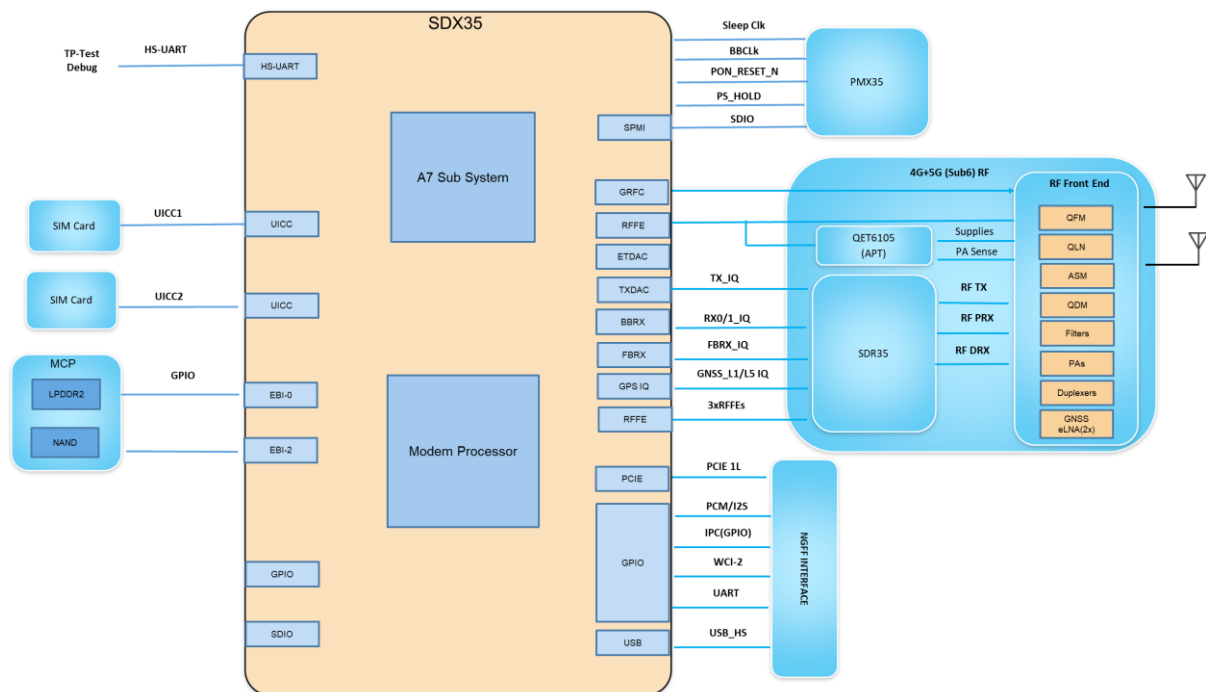 SDX35
TP-Test
Debug
HS-UART
HS-UART
A7 Sub System
Modem Processor
SIM Card
UICC1
UICC
SIM Card
UICC2
UICC
MCP
LPDDR2
NAND
GPIO
EBI-0
EBI-2
GPIO
SDIO
SPMI
GRFC
RFFE
ETDAC
TXDAC
BBRX
FBRX
GPS IQ
RFFE
PCIE
GPIO
USB
Sleep Clk
BBCLk
PON_RESET_N
PS_HOLD
SDIO
PMX35
4G+5G (Sub6) RF
QET6105
(APT)
Supplies
PA Sense
TX_IQ
RX0/1_IQ
FBRX_IQ
GNSS_L1/L5 IQ
3xRFFEs
SDR35
RF TX
RF PRX
RF DRX
RF Front End
QFM
QLN
ASM
QDM
Filters
PAs
Duplexers
GNSS
eLNA(2x)
PCIE 1L
PCM/I2S
IPC(GPIO)
WCI-2
UART
USB_HS
NGFF INTERFACE